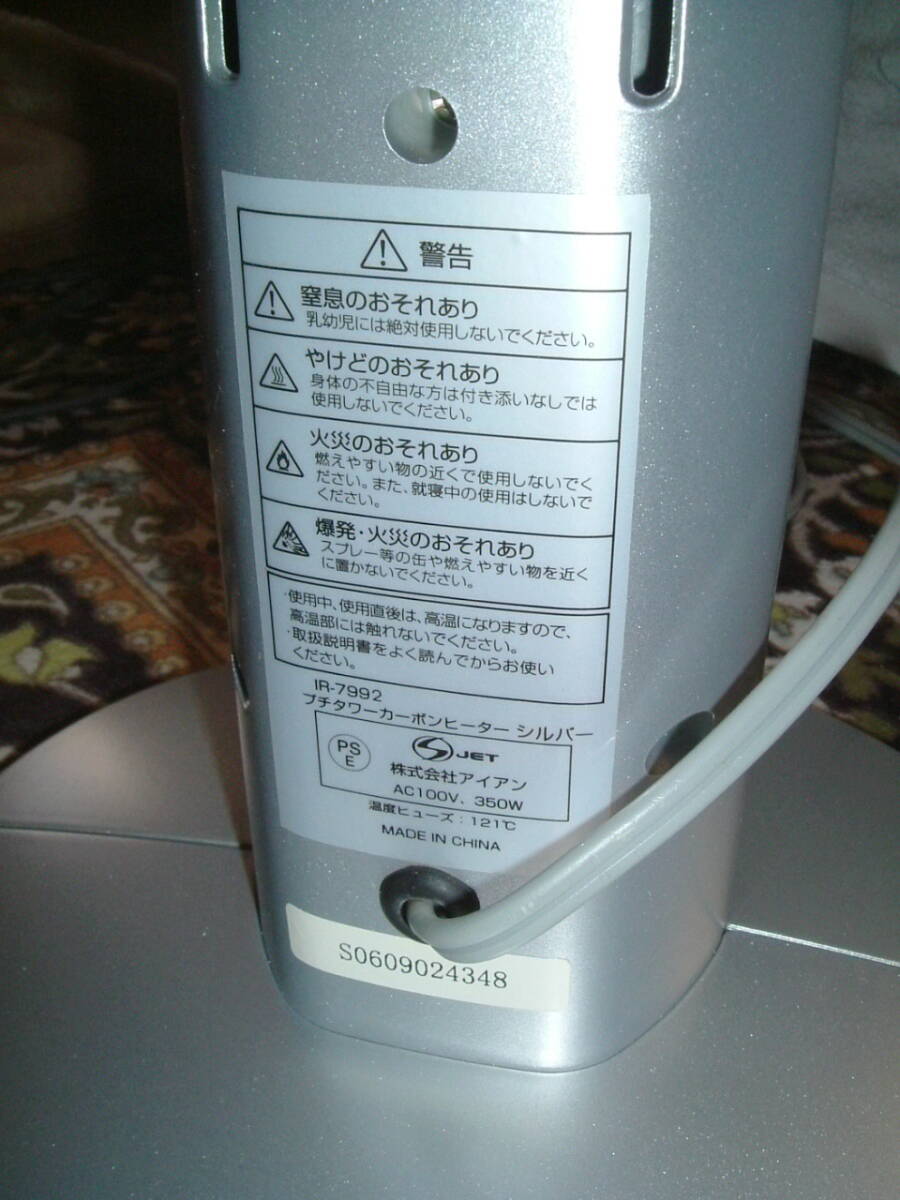 警告
窒息のおそれあり
乳幼児には絶対使用しないでください。
やけどのおそれあり
身体の不自由な方は付き添いなしでは
使用しないでください。
火災のおそれあり
燃えやすい物の近くで使用しないでく
ださい。また、就寝中の使用はしないで
ください。
爆発・火災のおそれあり
スプレー等の缶や燃えやすい物を近く
に置かないでください。
・使用中、使用直後は、高温になりますので、
高温部には触れないでください。
・取扱説明書をよく読んでからお使い
ください。
IR-7992
プチタワーカーボンヒーター シルバー
PS
E
JET
株式会社アイアン
AC100V、350W
温度ヒューズ：121℃
MADE IN CHINA
S0609024348